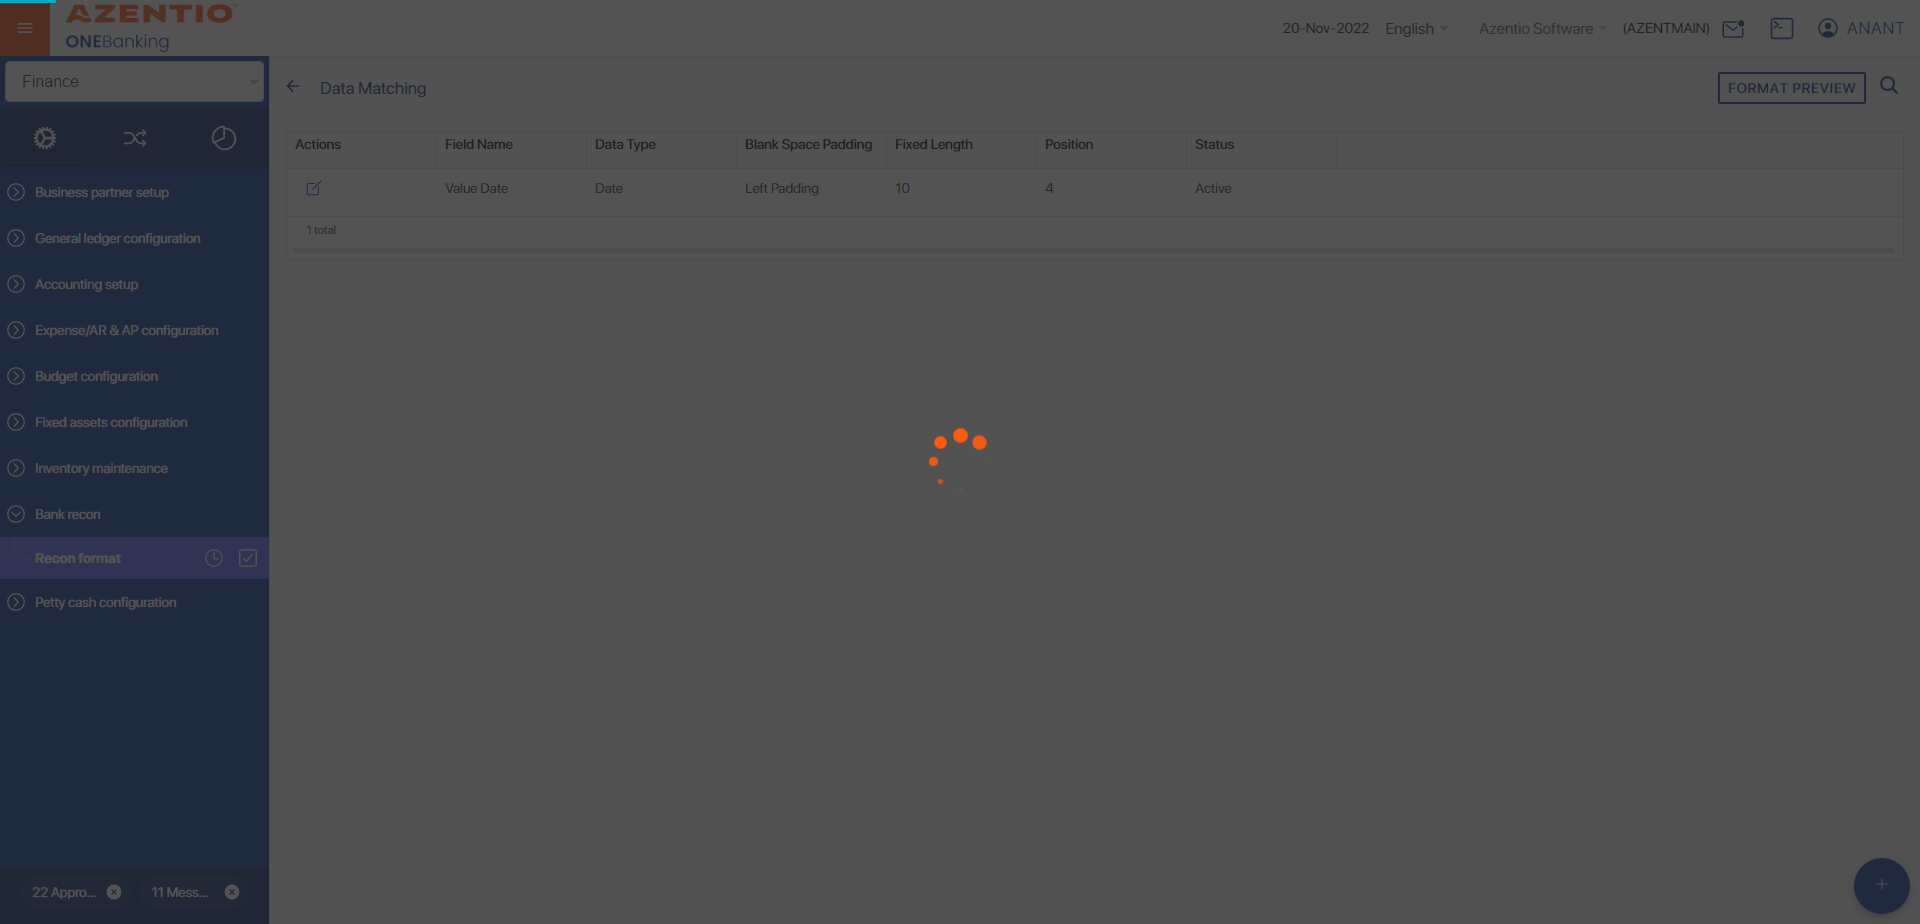 AZENTIO™
ONEBanking
20-Nov-2022 English Azentio Software (AZENTMAIN) ANANT
Finance
Data Matching
FORMAT PREVIEW
Actions Field Name Data Type Blank Space Padding Fixed Length Position Status
Value Date Date Left Padding 10 4 Active
1 total
Business partner setup
General ledger configuration
Accounting setup
Expense/AR & AP configuration
Budget configuration
Fixed assets configuration
Inventory maintenance
Bank recon
Recon format
Petty cash configuration
22 Appro... 11 Mess...